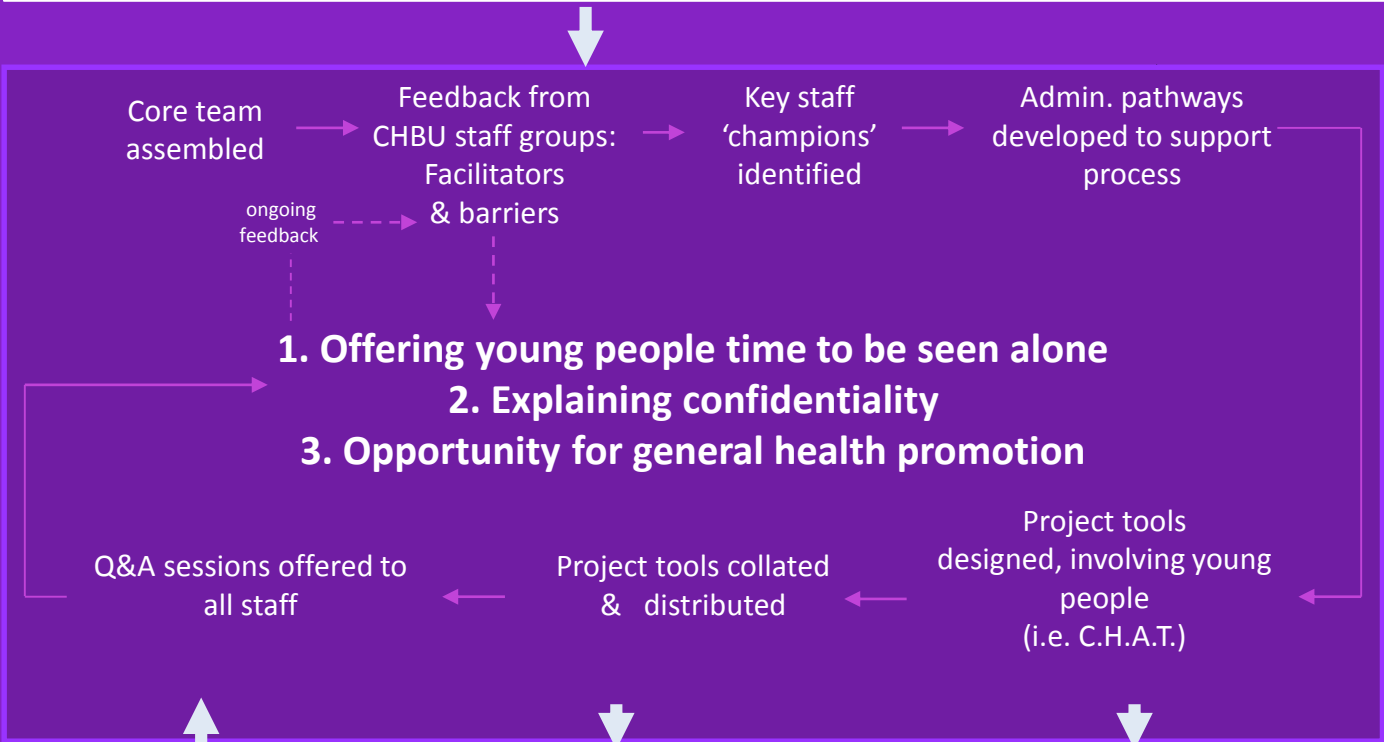 Core team
assembled
Feedback from
CHBU staff groups:
Facilitators
& barriers
Key staff
‘champions’
identified
Admin. pathways
developed to support
process
ongoing
feedback
1. Offering young people time to be seen alone
2. Explaining confidentiality
3. Opportunity for general health promotion
Q&A sessions offered to
all staff
Project tools collated
& distributed
Project tools
designed, involving young
people
(i.e. C.H.A.T.)